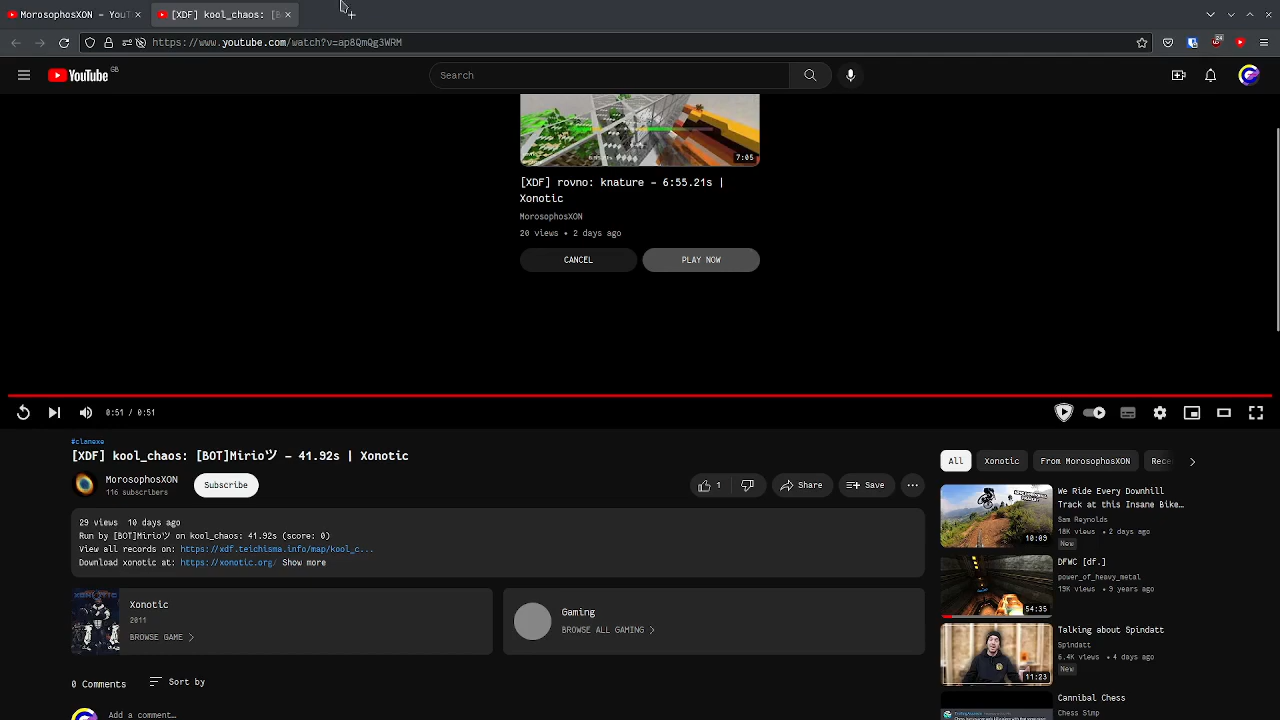 MorosophosXON – YouT
[XDF] kool_chaos: [B
https://www.youtube.com/watch?v=ap8QmQg3WRM
YouTube GB
Search
7:05
[XDF] rovno: knature – 6:55.21s |
Xonotic
MorosophosXON
20 views • 2 days ago
CANCEL
PLAY NOW
0:51 / 0:51
#clanexe
[XDF] kool_chaos: [BOT]Mirioツ – 41.92s | Xonotic
MorosophosXON
116 subscribers
Subscribe
1
Share
Save
29 views 10 days ago
Run by [BOT]Mirioツ on kool_chaos: 41.92s (score: 0)
View all records on: https://xdf.teichisma.info/map/kool_c...
Download xonotic at: https://xonotic.org/ Show more
XONOTIC
Xonotic
2011
BROWSE GAME
Gaming
BROWSE ALL GAMING
0 Comments
Sort by
Add a comment…
All
Xonotic
From MorosophosXON
Rece
10:09
We Ride Every Downhill
Track at this Insane Bike…
Sam Reynolds
18K views • 2 days ago
New
54:35
DFWC [df.]
power_of_heavy_metal
19K views • 9 years ago
11:23
Talking about Spindatt
Spindatt
6.4K views • 4 days ago
New
Cannibal Chess
Chess Simp